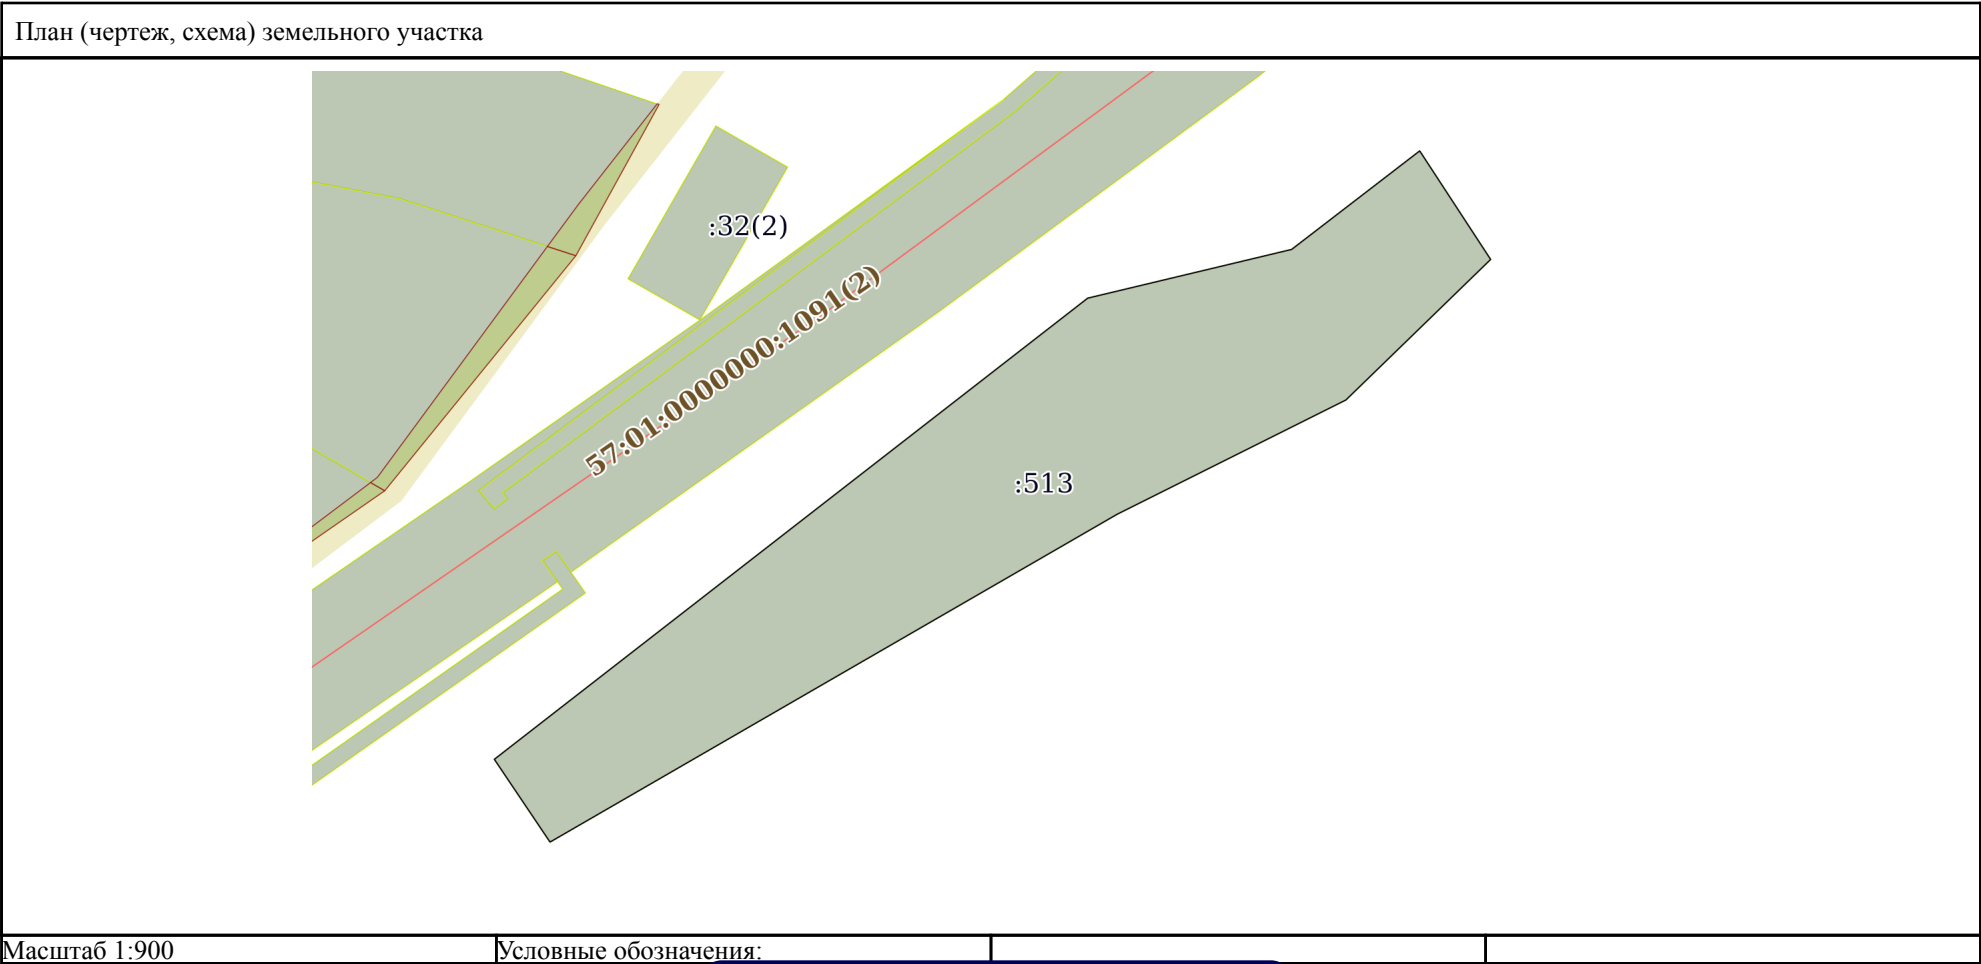 План (чертеж, схема) земельного участка
:32(2)
57:01:0000000:1091(2)
:513
Масштаб 1:900
Условные обозначения: